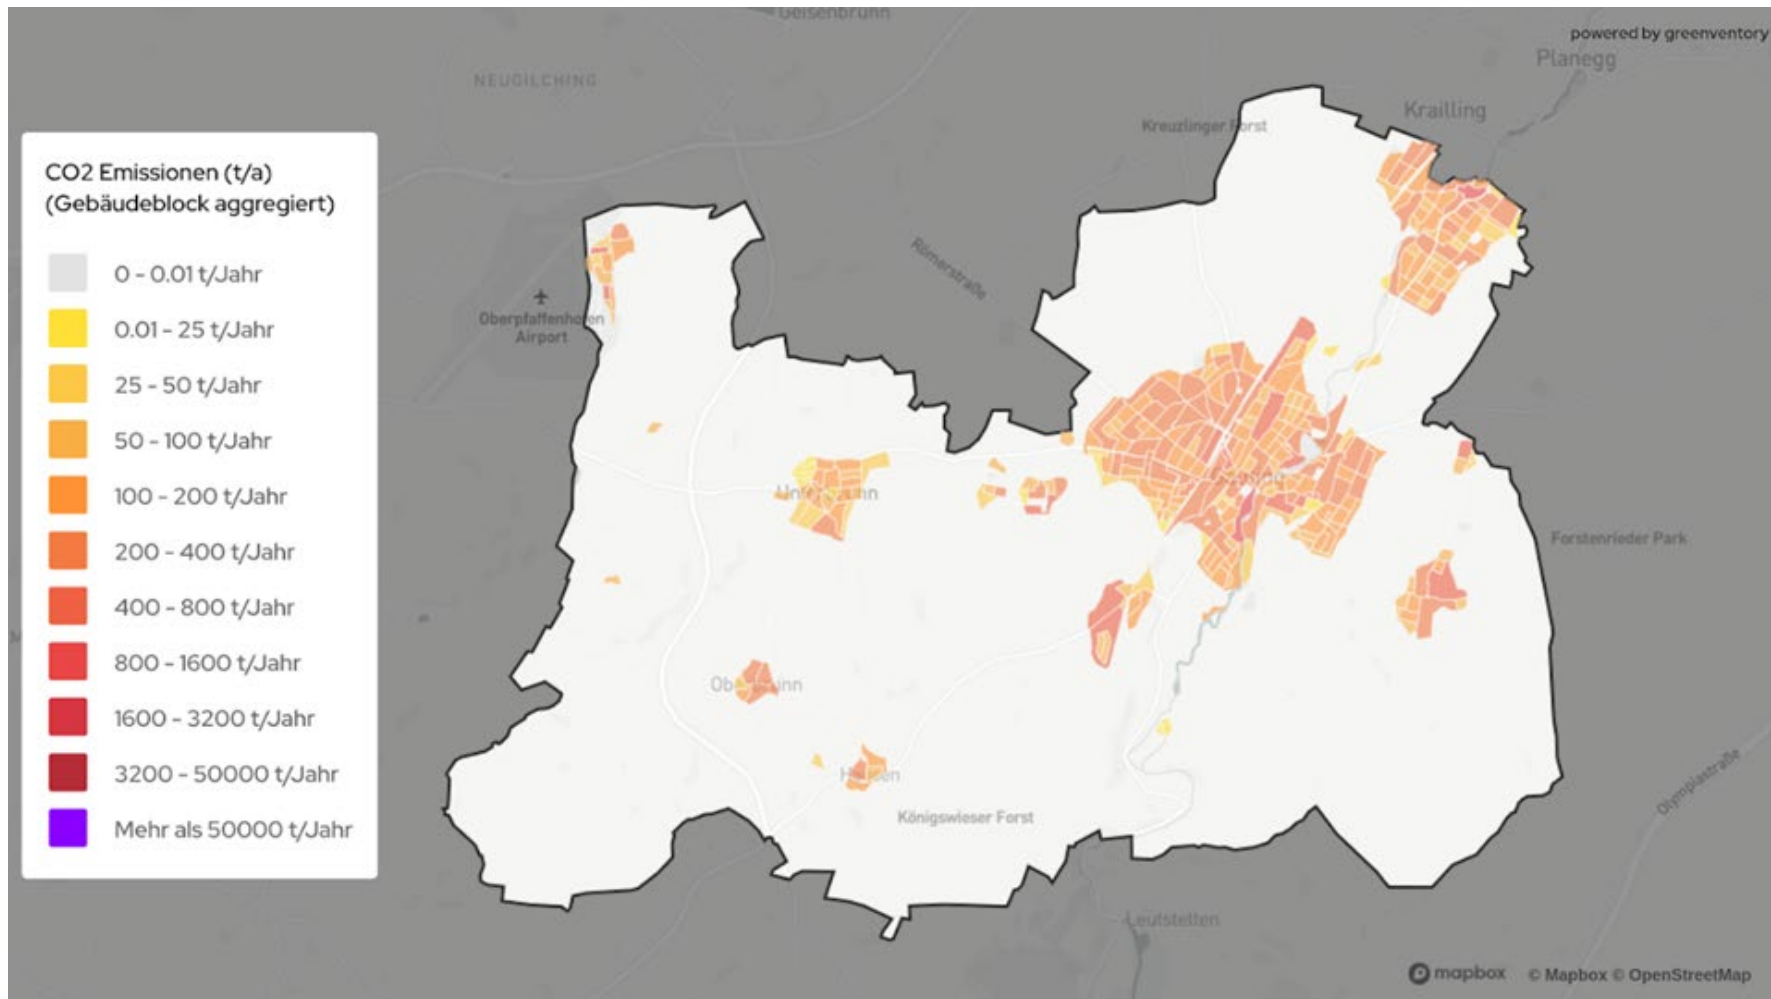 Geisenbrunn
powered by greenventory
Planegg
NEUGILCHING
Krailling
Kreuzlinger Forst
CO2 Emissionen (t/a)
(Gebäudeblock aggregiert)
0 - 0.01 t/Jahr
0.01 - 25 t/Jahr
25 - 50 t/Jahr
50 - 100 t/Jahr
100 - 200 t/Jahr
200 - 400 t/Jahr
400 - 800 t/Jahr
800 - 1600 t/Jahr
1600 - 3200 t/Jahr
3200 - 50000 t/Jahr
Mehr als 50000 t/Jahr
Römerstraße
Oberpfaffenhofen
Airport
Forstenrieder Park
Königswieser Forst
Olympiastraße
Leutstetten
mapbox © Mapbox © OpenStreetMap